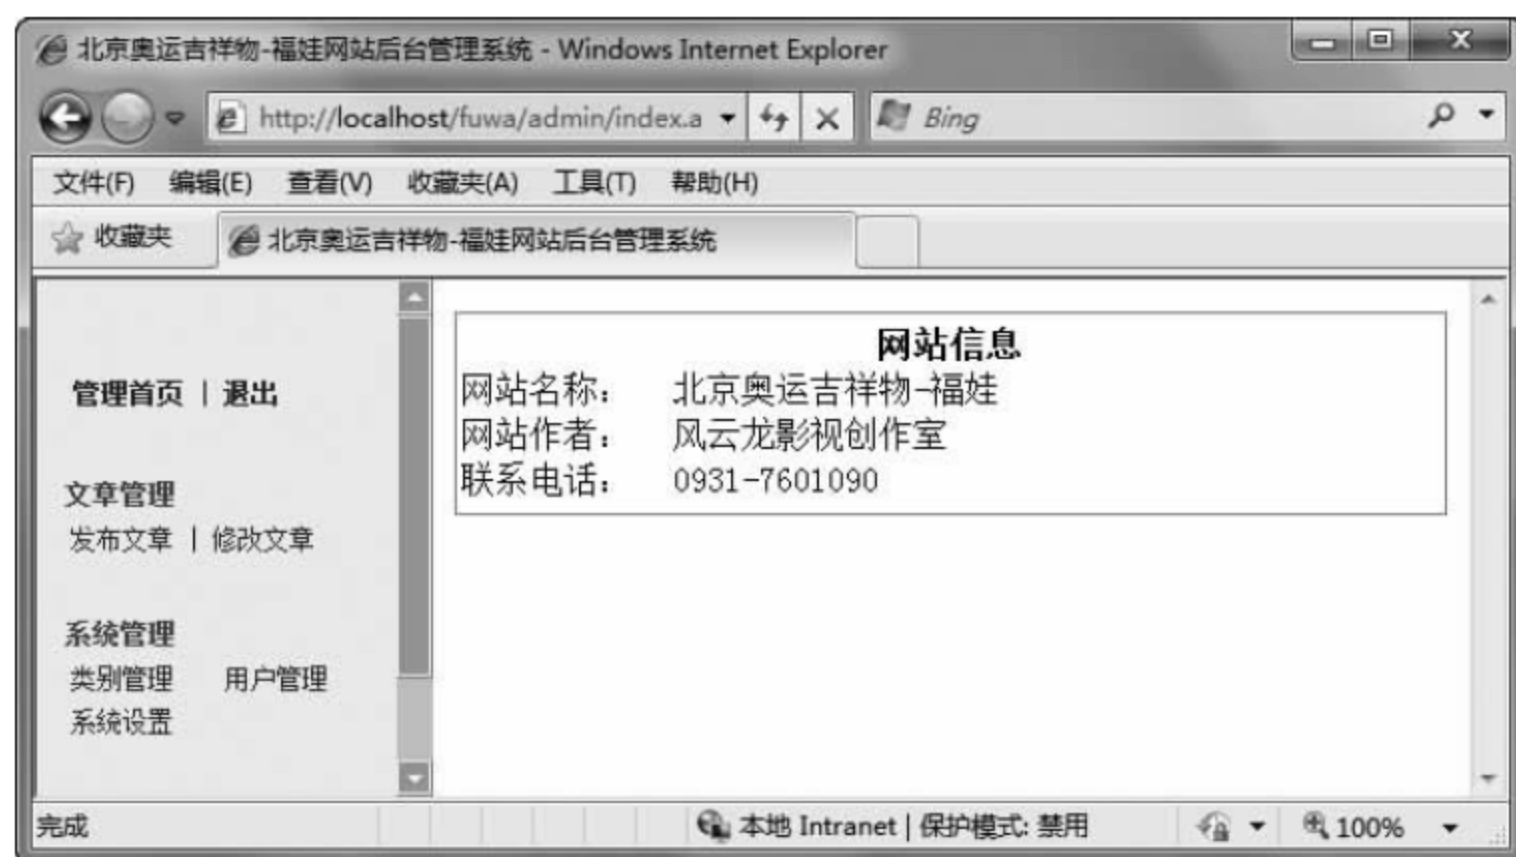 北京奥运吉祥物-福娃网站后台管理系统 - Windows Internet Explorer
http://localhost/fuwa/admin/index.a
Bing
文件(F) 编辑(E) 查看(V) 收藏夹(A) 工具(T) 帮助(H)
收藏夹 北京奥运吉祥物-福娃网站后台管理系统
管理首页 | 退出
文章管理
发布文章 | 修改文章
系统管理
类别管理 用户管理
系统设置
网站信息
网站名称： 北京奥运吉祥物-福娃
网站作者： 风云龙影视创作室
联系电话： 0931-7601090
完成 本地 Intranet | 保护模式: 禁用 100%